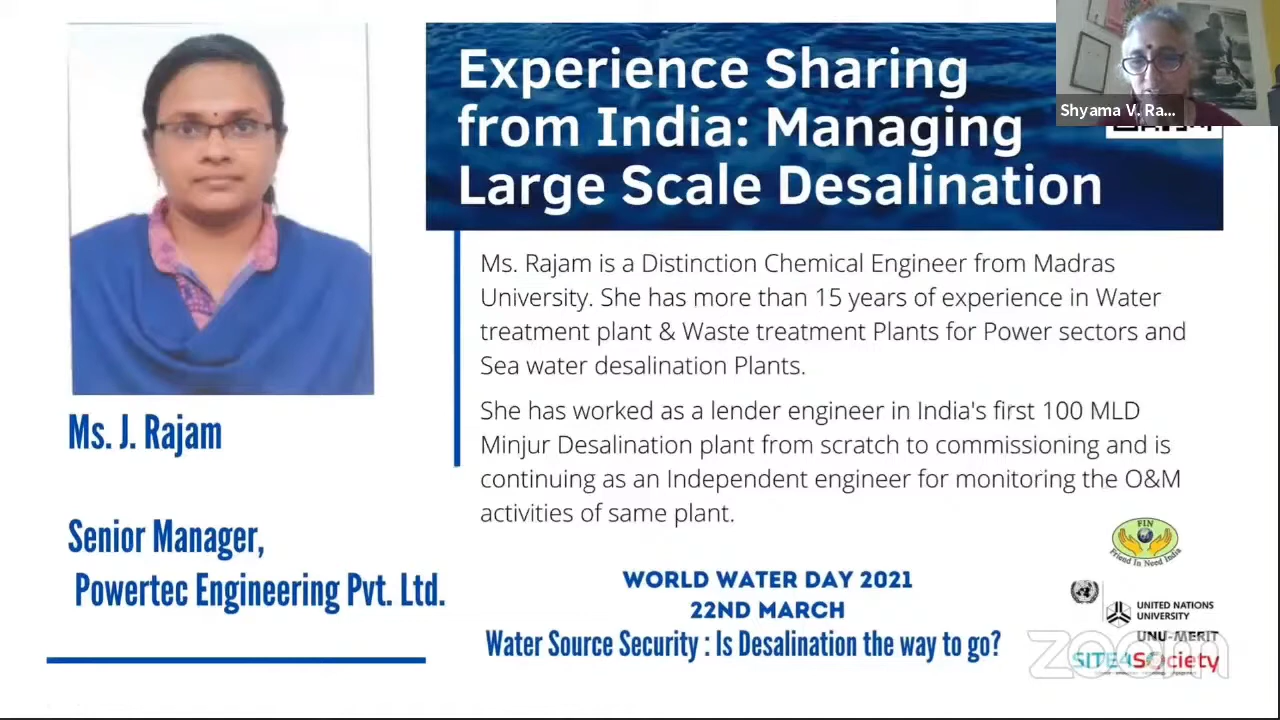 Experience Sharing
from India: Managing
Large Scale Desalination
Shyama V. Ra...
Ms. Rajam is a Distinction Chemical Engineer from Madras
University. She has more than 15 years of experience in Water
treatment plant & Waste treatment Plants for Power sectors and
Sea water desalination Plants.
She has worked as a lender engineer in India's first 100 MLD
Minjur Desalination plant from scratch to commissioning and is
continuing as an Independent engineer for monitoring the O&M
activities of same plant.
Ms. J. Rajam
Senior Manager,
Powertec Engineering Pvt. Ltd.
WORLD WATER DAY 2021
22ND MARCH
Water Source Security : Is Desalination the way to go?
FIN
Friend In Need India
UNITED NATIONS
UNIVERSITY
UNU-MERIT
SITE4Society
zoom